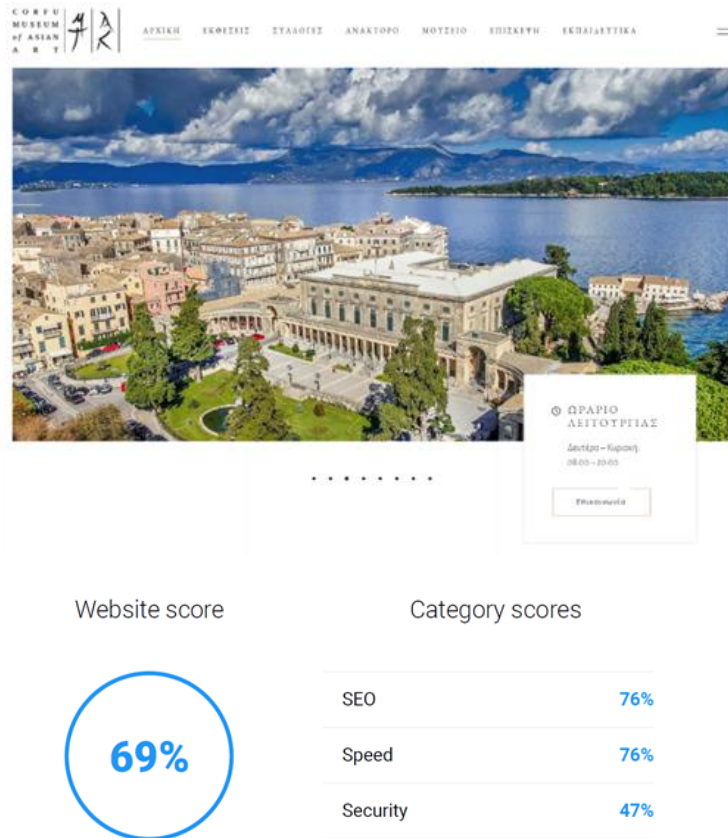 CORFU
MUSEUM
of ASIAN
ART
ΑΡΧΙΚΗ ΕΚΘΕΣΕΙΣ ΣΥΛΛΟΓΕΣ ΑΝΑΚΤΟΡΟ ΜΟΥΣΕΙΟ ΕΠΙΣΚΕΨΗ ΕΚΠΑΙΔΕΥΤΙΚΑ
ΩΡΑΡΙΟ
ΛΕΙΤΟΥΡΓΙΑΣ
Δευτέρα – Κυριακή:
08:00 – 20:00
Επικοινωνία
Website score
Category scores
69%
SEO 76%
Speed 76%
Security 47%